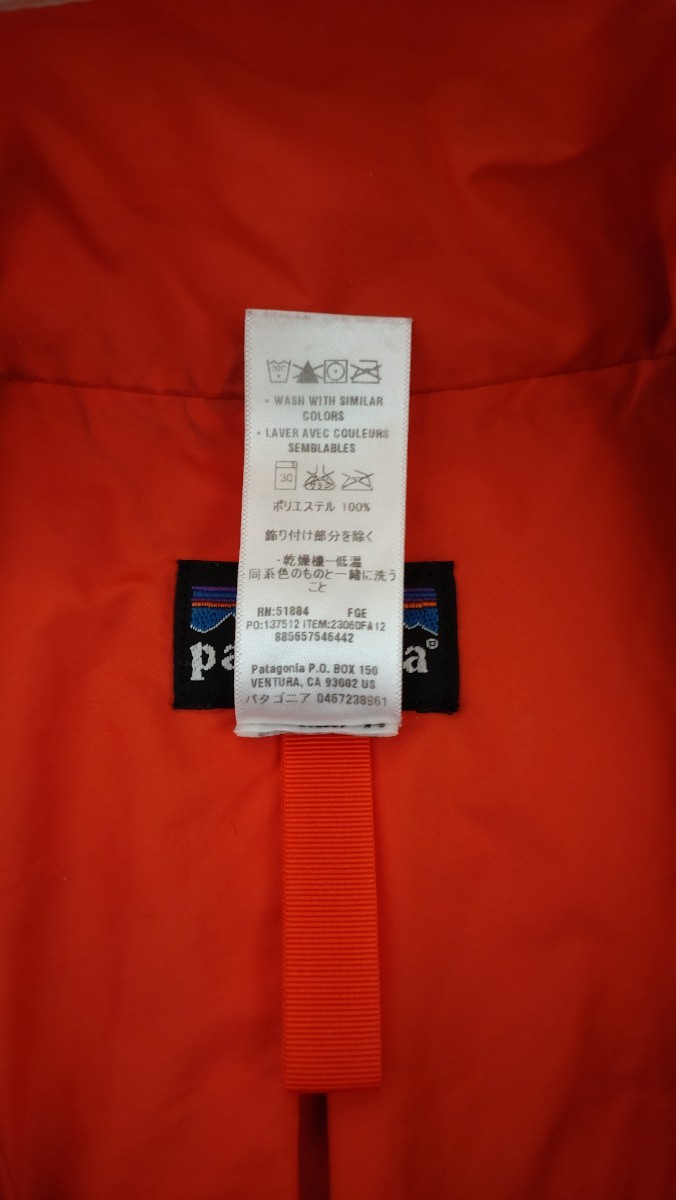 30C
• WASH WITH SIMILAR
COLORS
• LAVER AVEC COULEURS
SEMBLABLES
30
ポリエステル 100%
飾り付け部分を除く
・乾燥機―低温
同系色のものと一緒に洗う
こと
RN:51884 FGE
PO:137512 ITEM:23060FA12
885657546442
pa a®
Patagonia P.O. BOX 150
VENTURA, CA 93002 US
パタゴニア 0467238961